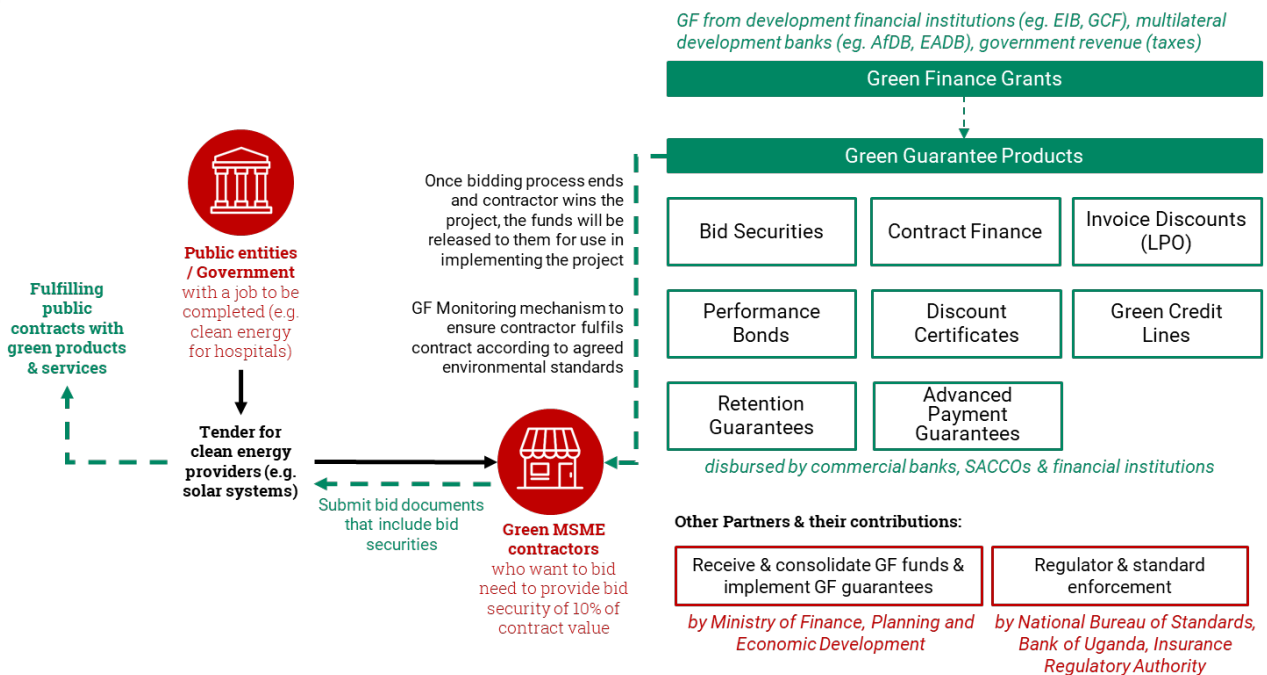 GF from development financial institutions (eg. EIB, GCF), multilateral
development banks (eg. AfDB, EADB), government revenue (taxes)
Green Finance Grants
Green Guarantee Products
Bid Securities
Contract Finance
Invoice Discounts
(LPO)
Performance
Bonds
Discount
Certificates
Green Credit
Lines
Retention
Guarantees
Advanced
Payment
Guarantees
disbursed by commercial banks, SACCOs & financial institutions
Once bidding process ends
and contractor wins the
project, the funds will be
released to them for use in
implementing the project
GF Monitoring mechanism to
ensure contractor fulfils
contract according to agreed
environmental standards
Public entities
/ Government
with a job to be
completed (e.g.
clean energy
for hospitals)
Fulfilling
public
contracts with
green products
& services
Tender for
clean energy
providers (e.g.
solar systems)
Submit bid documents
that include bid
securities
Green MSME
contractors
who want to bid
need to provide bid
security of 10% of
contract value
Other Partners & their contributions:
Receive & consolidate GF funds &
implement GF guarantees
by Ministry of Finance, Planning and
Economic Development
Regulator & standard
enforcement
by National Bureau of Standards,
Bank of Uganda, Insurance
Regulatory Authority